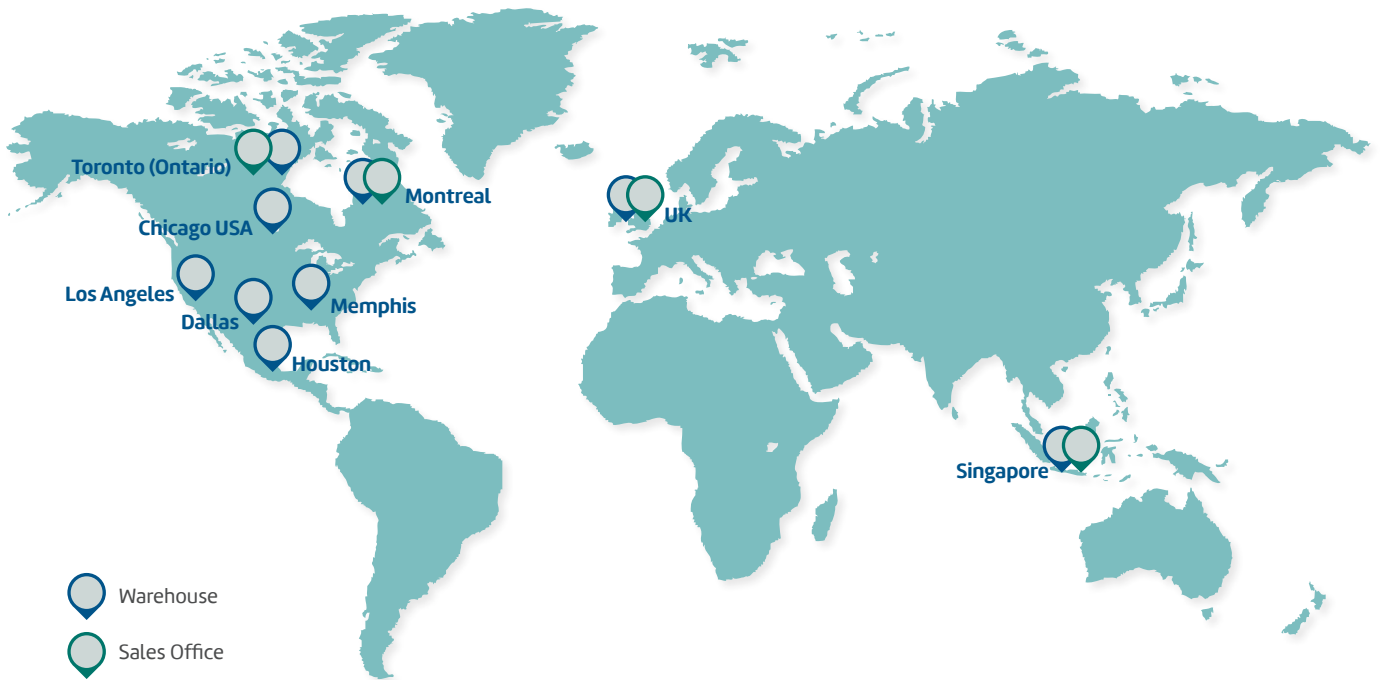 Toronto (Ontario)
Montreal
UK
Chicago USA
Los Angeles
Memphis
Dallas
Houston
Singapore
Warehouse
Sales Office